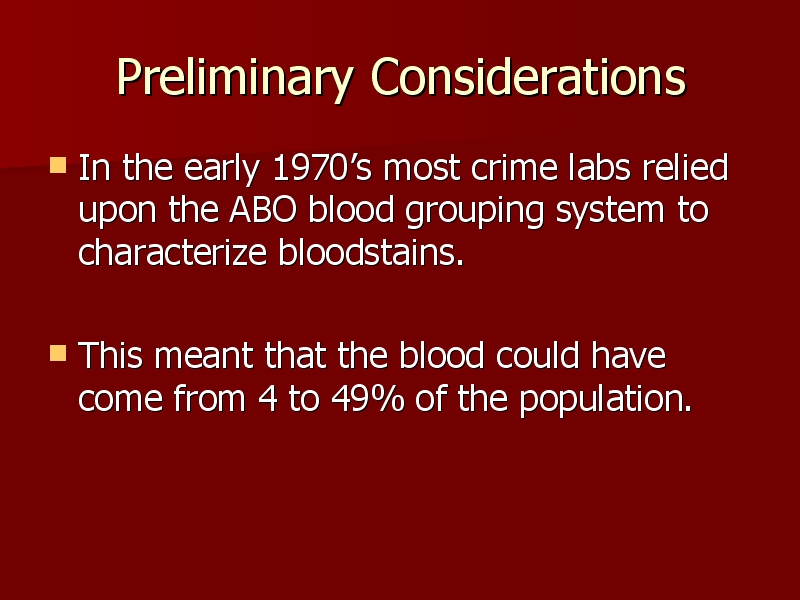 Preliminary Considerations
In the early 1970’s most crime labs relied
upon the ABO blood grouping system to
characterize bloodstains.
This meant that the blood could have
come from 4 to 49% of the population.